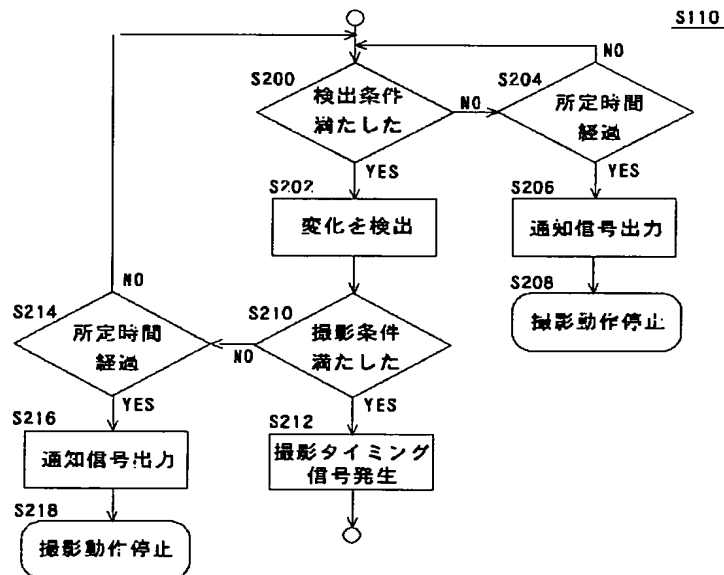 S110
NO
S200
検出条件
満たした
NO
S204
所定時間
経過
YES
YES
S202
変化を検出
S206
通知信号出力
S208
撮影動作停止
NO
S214
所定時間
経過
NO
S210
撮影条件
満たした
YES
YES
S216
通知信号出力
S212
撮影タイミング
信号発生
S218
撮影動作停止